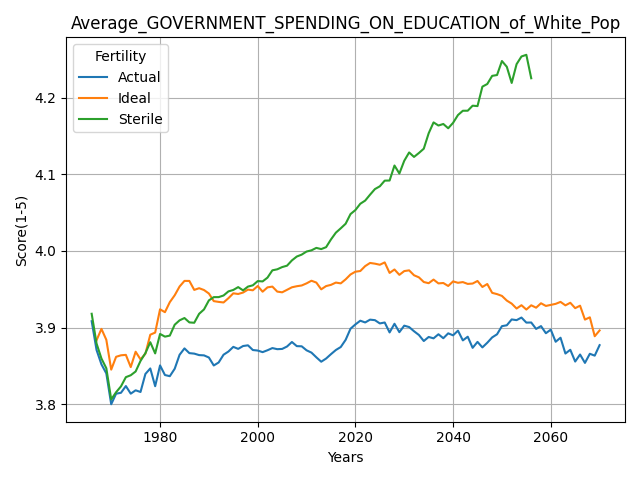 Average_GOVERNMENT_SPENDING_ON_EDUCATION_of_White_Pop
Fertility
Actual
Ideal
Sterile
4.2
4.1
4.0
3.9
3.8
Score(1-5)
1980
2000
2020
2040
2060
Years